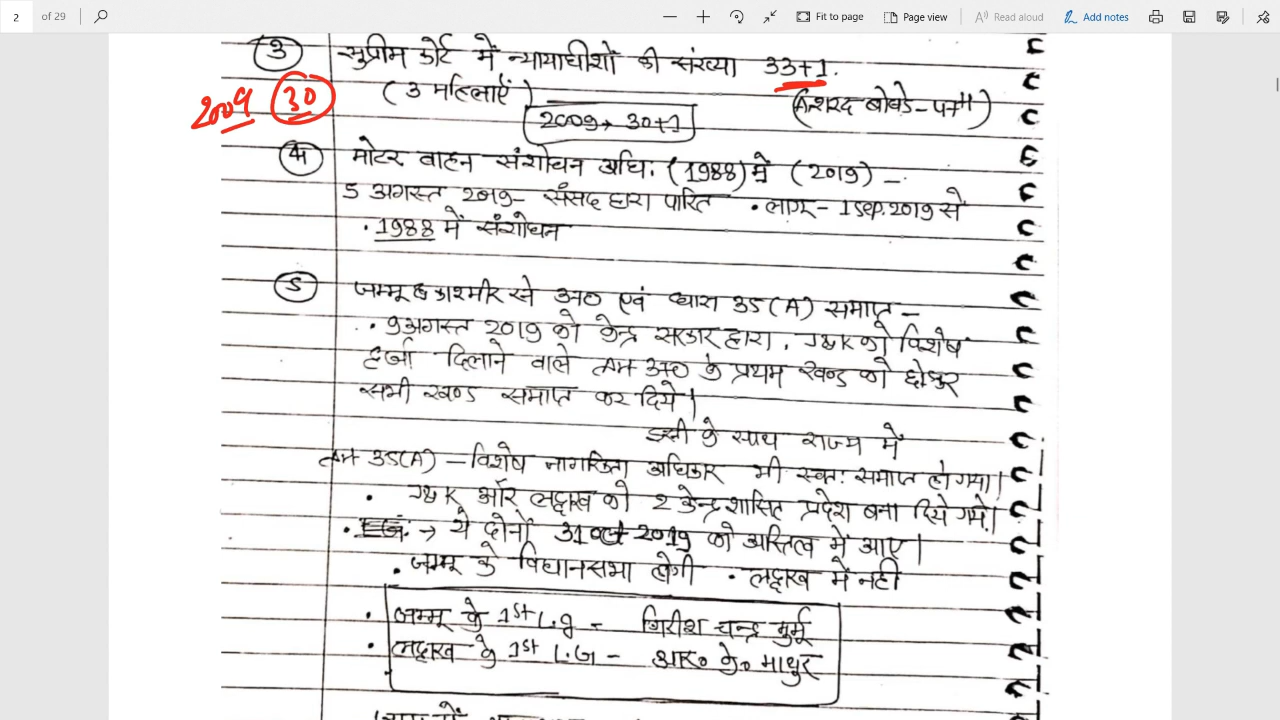 2 of 29
Fit to page
Page view
Read aloud
Add notes
③ सुप्रीम कोर्ट में न्यायाधीशों की संख्या 33+1.
2009 30
(3 महिलाऐं)
(A.शरद बोबडे-
2009→ 30+1
④ मोटर वाहन संशोधन अधि. (1988) में (2019) –
5 अगस्त 2019- संसद द्वारा पारित • लागू- 1 Sep. 2019 से
• 1988 में संशोधन
⑤ जम्मू & काश्मीर से 370 एवं धारा 35(A) समाप्त –
• 9 अगस्त 2019 को केन्द्र सरकार द्वारा, J&K को विशेष
दर्जा दिलाने वाले Art 370 के प्रथम खण्ड को छोड़कर
सभी खण्ड समाप्त कर दिये।
इसी के साथ राज्य में
Art 35(A) – विशेष नागरिकता अधिकार भी स्वतः समाप्त हो गया।
• J&K और लद्दाख को 2 केन्द्रशासित प्रदेश बना दिये गये।
• → ये दोनों 31 oct 2019 को अस्तित्व में आए।
• जम्मू के विधानसभा होगी • लद्दाख में नही
• जम्मू के 1st L.g – गिरीश चन्द्र मुर्मू
• लद्दाख के 1st L.G – आर० के० माथुर